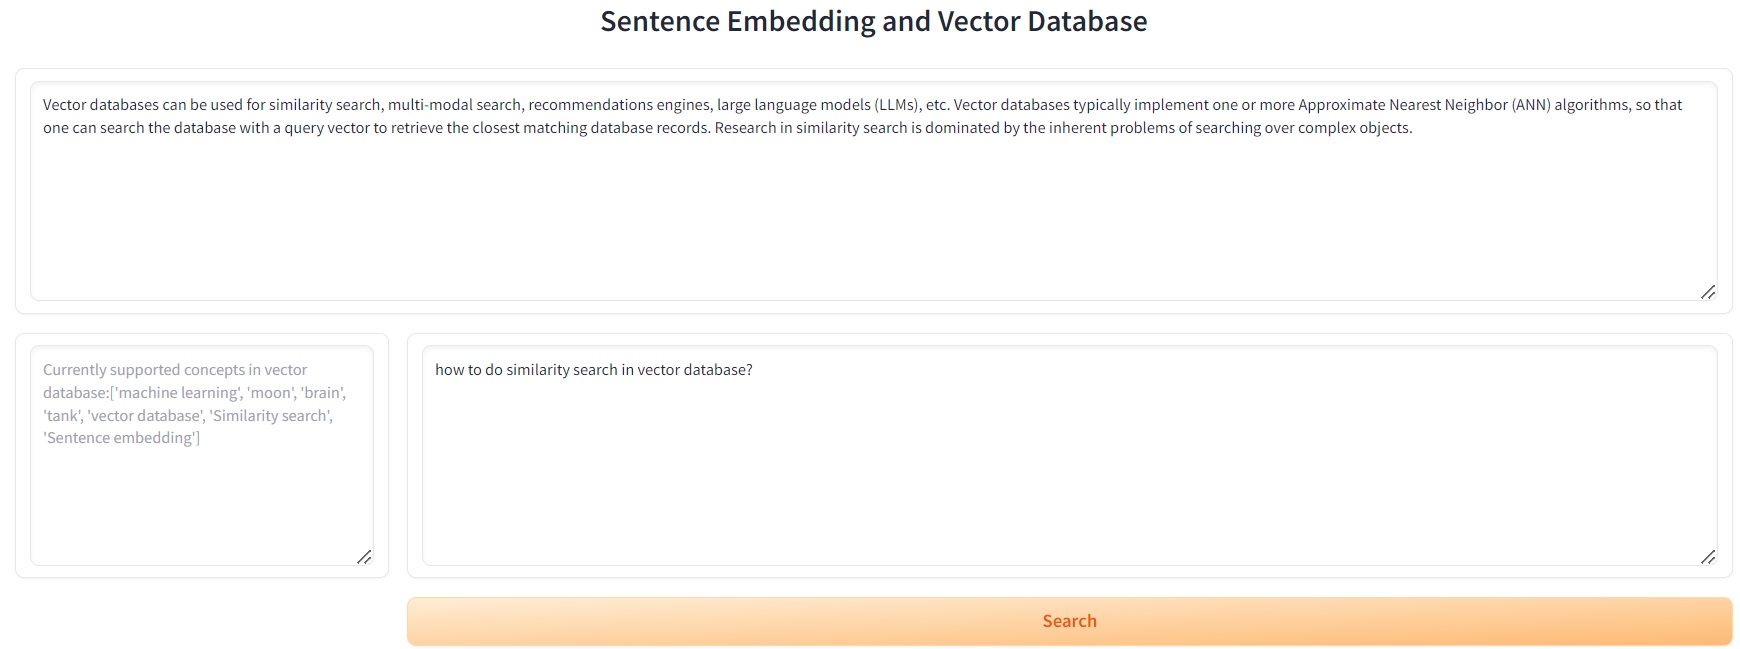 Sentence Embedding and Vector Database
Vector databases can be used for similarity search, multi-modal search, recommendations engines, large language models (LLMs), etc. Vector databases typically implement one or more Approximate Nearest Neighbor (ANN) algorithms, so that
one can search the database with a query vector to retrieve the closest matching database records. Research in similarity search is dominated by the inherent problems of searching over complex objects.
Currently supported concepts in vector
database:['machine learning', 'moon', 'brain',
'tank', 'vector database', 'Similarity search',
'Sentence embedding']
how to do similarity search in vector database?
Search